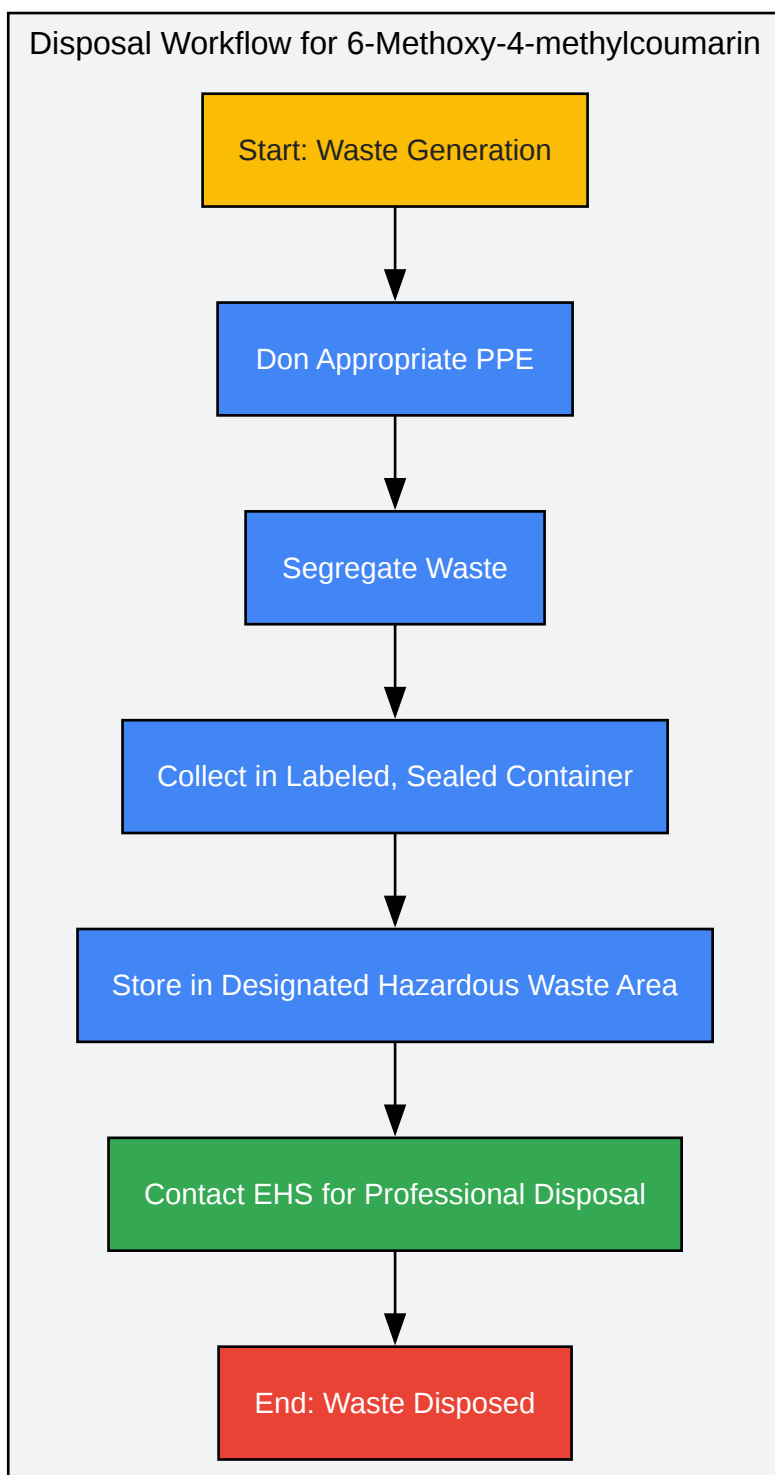 Disposal Workflow for 6-Methoxy-4-methylcoumarin
Start: Waste Generation
Don Appropriate PPE
Segregate Waste
Collect in Labeled, Sealed Container
Store in Designated Hazardous Waste Area
Contact EHS for Professional Disposal
End: Waste Disposed